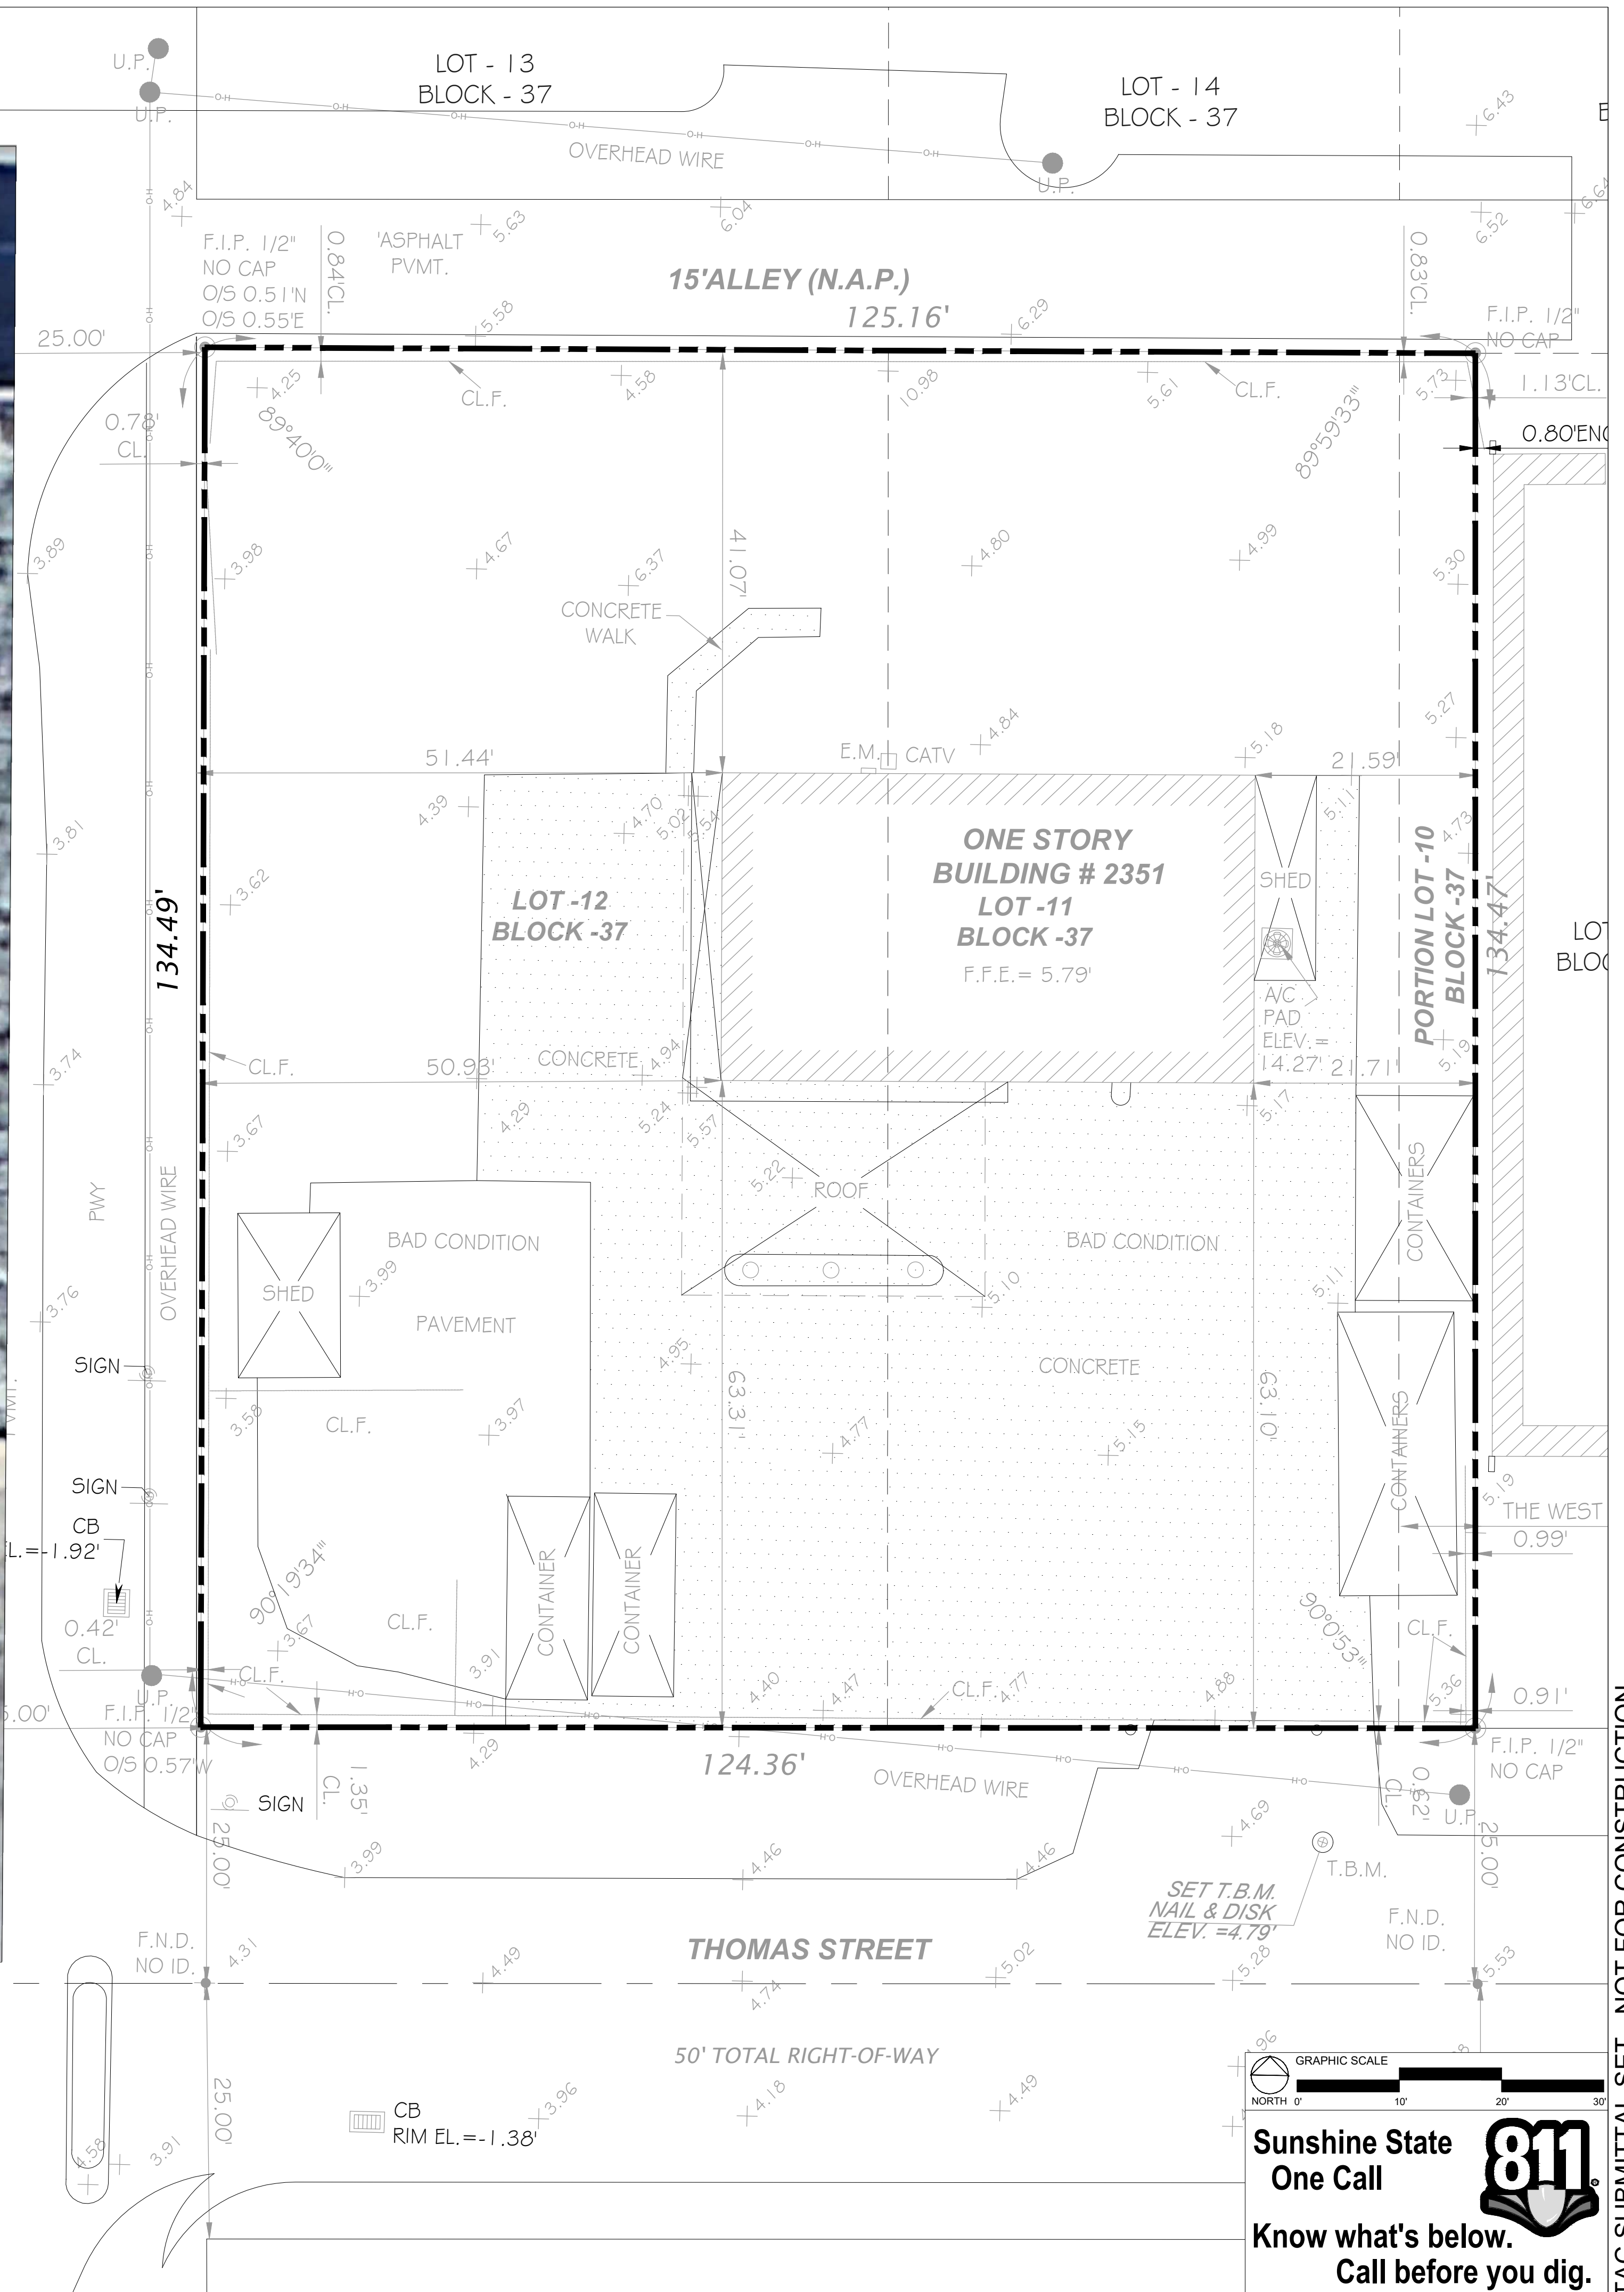 U.P.
U.P.
LOT - 13
BLOCK - 37
LOT - 14
BLOCK - 37
6.43
O-H
O-H
O-H
O-H
O-H
O-H
O-H
OVERHEAD WIRE
U.P.
4.84
5.63
6.04
6.52
6.64
F.I.P. 1/2"
NO CAP
O/S 0.51'N
O/S 0.55'E
0.84'CL.
'ASPHALT
PVMT.
15'ALLEY (N.A.P.)
125.16'
0.83'CL.
F.I.P. 1/2"
NO CAP
25.00'
5.58
6.29
4.25
CL.F.
4.58
10.98
5.61
CL.F.
5.73
1.13'CL.
0.78'
CL.
89°40'0"
89°59'33"
0.80'ENC
3.89
3.98
4.67
6.37
41.07'
4.80
4.99
5.30
CONCRETE
WALK
5.27
51.44'
E.M.
CATV
4.84
5.18
21.59'
4.39
4.70
5.02
5.54
5.11
4.73
3.81
3.62
ONE STORY
BUILDING # 2351
LOT -11
BLOCK -37
F.F.E.= 5.79'
LOT -12
BLOCK -37
SHED
PORTION LOT -10
BLOCK -37
134.49'
134.47'
LOT
BLOC
A/C
PAD
ELEV.=
14.27'
21.71'
5.19
3.74
CL.F.
50.93'
CONCRETE
4.94
4.29
5.24
5.57
5.17
3.67
PWY
OVERHEAD WIRE
5.22
ROOF
CONTAINERS
BAD CONDITION
BAD CONDITION
SHED
3.99
5.10
5.11
3.76
PAVEMENT
4.95
CONCRETE
SIGN
3.58
CL.F.
3.97
63.31'
4.77
5.15
63.10'
CONTAINERS
SIGN
CB
L.=-1.92'
5.19
THE WEST
0.99'
90°19'34"
CONTAINER
CONTAINER
90°0'53"
0.42'
CL.
3.67
CL.F.
CL.F.
3.91
CL.F.
4.40
4.47
CL.F.
4.77
4.88
5.36
0.91'
U.P.
F.I.P. 1/2"
NO CAP
O/S 0.57'W
5.00'
4.29
124.36'
OVERHEAD WIRE
F.I.P. 1/2"
NO CAP
SIGN
1.35'
CL.
0.62'
CL.
U.P.
25.00'
25.00'
3.99
4.46
4.46
4.69
T.B.M.
SET T.B.M.
NAIL & DISK
ELEV. =4.79'
F.N.D.
NO ID.
F.N.D.
NO ID.
4.31
4.49
THOMAS STREET
4.74
5.02
5.28
5.53
50' TOTAL RIGHT-OF-WAY
25.00'
CB
RIM EL.=-1.38'
3.96
4.18
4.49
4.58
3.91
GRAPHIC SCALE
NORTH 0' 10' 20' 30'
Sunshine State
One Call
811
Know what's below.
Call before you dig.
TAC SUBMITTAL SET - NOT FOR CONSTRUCTION